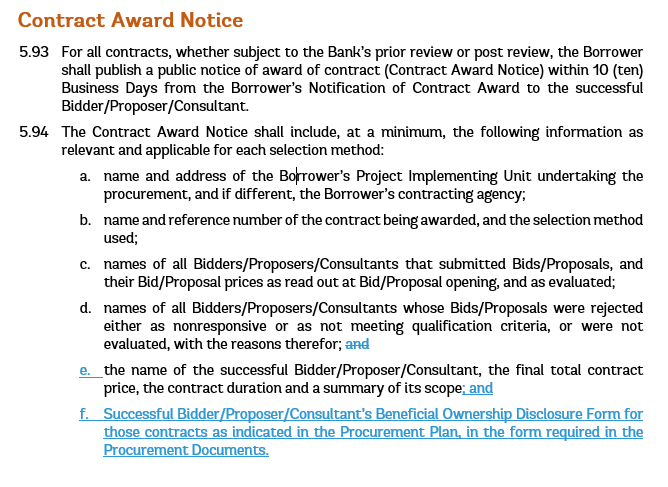 Contract Award Notice
5.93 For all contracts, whether subject to the Bank's prior review or post review, the Borrower
shall publish a public notice of award of contract (Contract Award Notice) within 10 (ten)
Business Days from the Borrower's Notification of Contract Award to the successful
Bidder/Proposer/Consultant.
5.94 The Contract Award Notice shall include, at a minimum, the following information as
relevant and applicable for each selection method:
a. name and address of the Borrower's Project Implementing Unit undertaking the
procurement, and if different, the Borrower's contracting agency;
b. name and reference number of the contract being awarded, and the selection method
used;
c. names of all Bidders/Proposers/Consultants that submitted Bids/Proposals, and
their Bid/Proposal prices as read out at Bid/Proposal opening, and as evaluated;
d. names of all Bidders/Proposers/Consultants whose Bids/Proposals were rejected
either as nonresponsive or as not meeting qualification criteria, or were not
evaluated, with the reasons therefor; and
e. the name of the successful Bidder/Proposer/Consultant, the final total contract
price, the contract duration and a summary of its scope; and
f. Successful Bidder/Proposer/Consultant's Beneficial Ownership Disclosure Form for
those contracts as indicated in the Procurement Plan, in the form required in the
Procurement Documents.